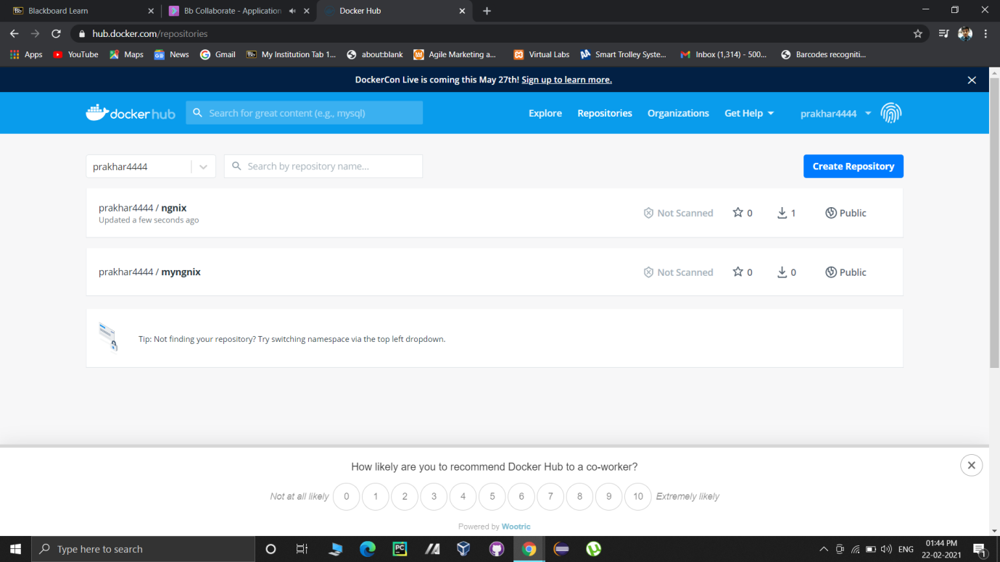 Bb Blackboard Learn
Bb Collaborate - Application
Docker Hub
hub.docker.com/repositories
Apps
YouTube
Maps
News
Gmail
Bb My Institution Tab 1...
about:blank
Agile Marketing a...
Virtual Labs
Smart Trolley Syste...
Inbox (1,314) - 500...
Barcodes recogniti...
DockerCon Live is coming this May 27th! Sign up to learn more.
dockerhub
Search for great content (e.g., mysql)
Explore
Repositories
Organizations
Get Help
prakhar4444
prakhar4444
Search by repository name...
Create Repository
prakhar4444 / ngnix
Updated a few seconds ago
Not Scanned
0
1
Public
prakhar4444 / myngnix
Not Scanned
0
0
Public
Tip: Not finding your repository? Try switching namespace via the top left dropdown.
How likely are you to recommend Docker Hub to a co-worker?
Not at all likely 0 1 2 3 4 5 6 7 8 9 10 Extremely likely
Powered by Wootric
Type here to search
PC
ENG
01:44 PM
22-02-2021
1